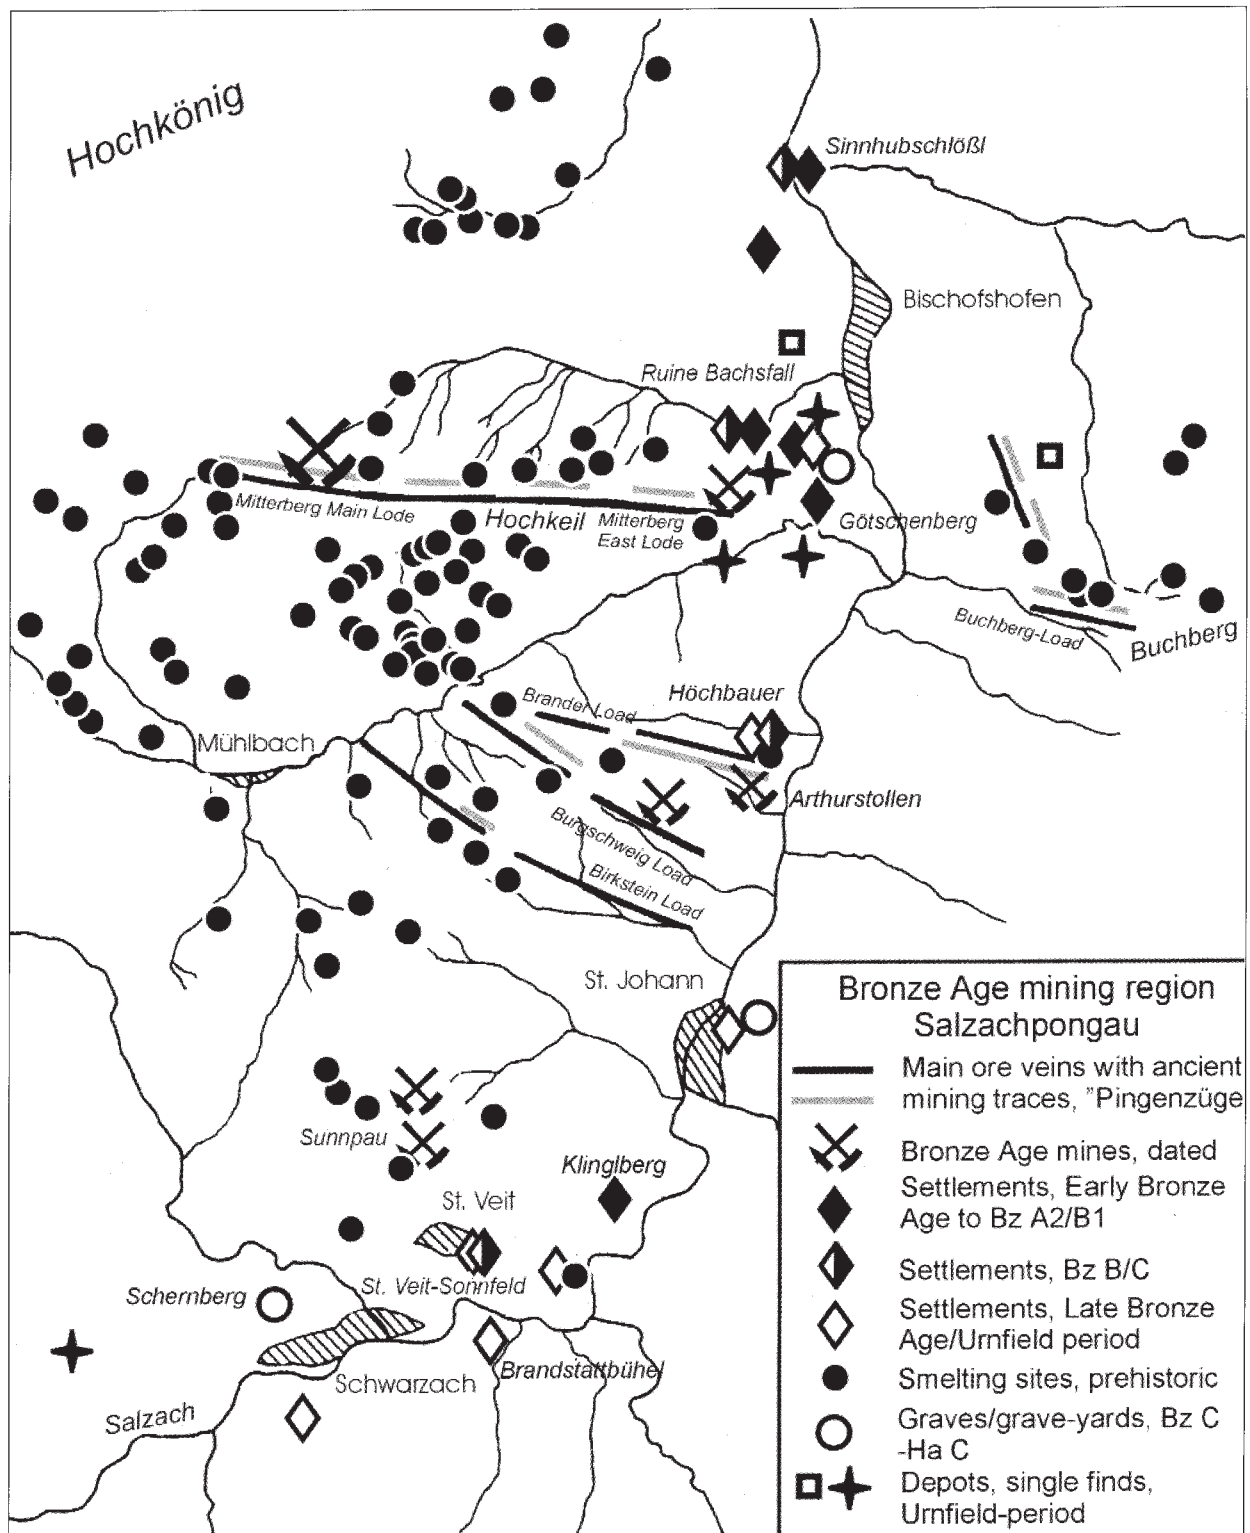 Hochkönig
Sinnhubschlößl
Bischofshofen
Ruine Bachsfall
Mitterberg Main Lode
Hochkeil
Mitterberg
East Lode
Götschenberg
Buchberg-Load
Buchberg
Brander Load
Höchbauer
Mühlbach
Arthurstollen
Burgschweig Load
Birkstein Load
St. Johann
Sunnpau
Klinglberg
St. Veit
St. Veit-Sonnfeld
Schernberg
Brandstattbühel
Schwarzach
Salzach
Bronze Age mining region
Salzachpongau
Main ore veins with ancient
mining traces, "Pingenzüge
Bronze Age mines, dated
Settlements, Early Bronze
Age to Bz A2/B1
Settlements, Bz B/C
Settlements, Late Bronze
Age/Urnfield period
Smelting sites, prehistoric
Graves/grave-yards, Bz C
-Ha C
Depots, single finds,
Urnfield-period